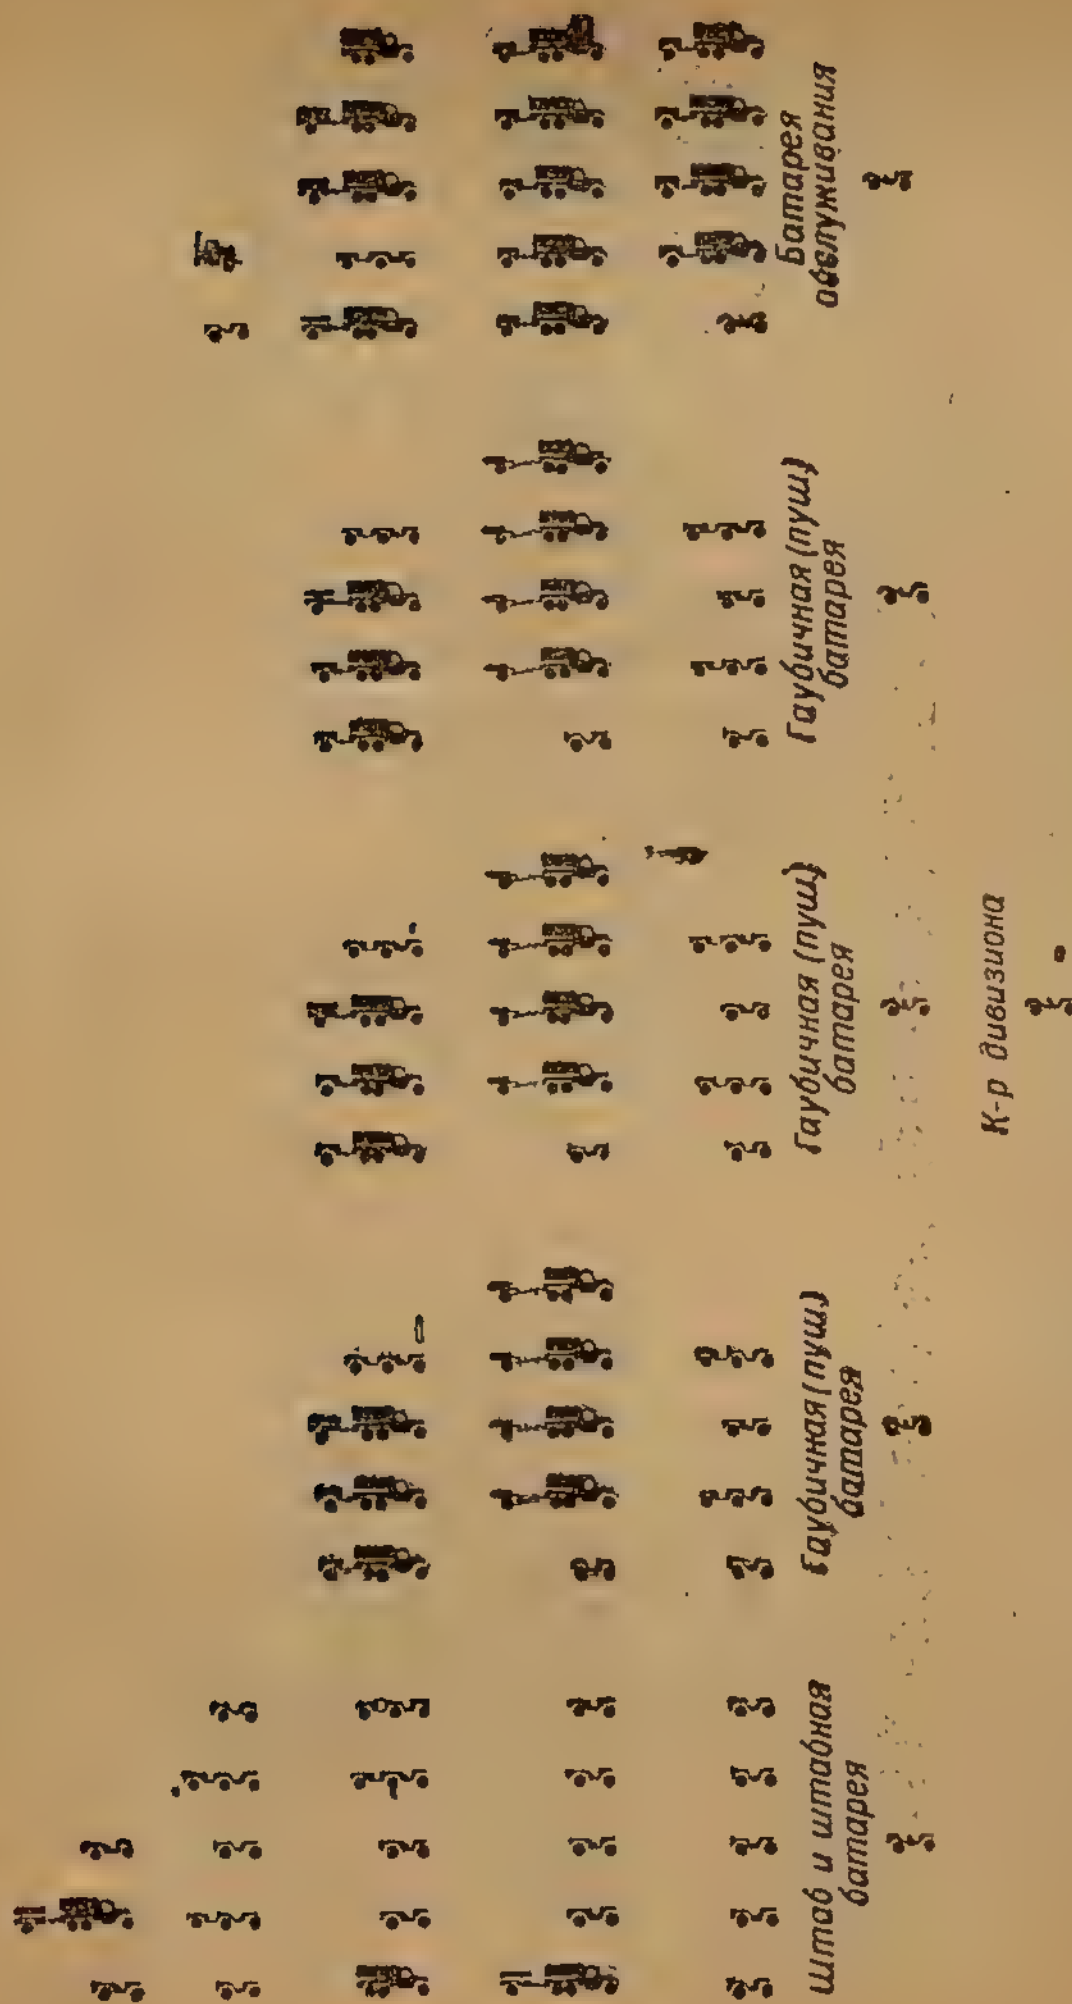 К-р дивизиона
Штаб и штабная
батарея
Гаубичная (пуш.)
батарея
Гаубичная (пуш.)
батарея
Гаубичная (пуш.)
батарея
Батарея
обслуживания